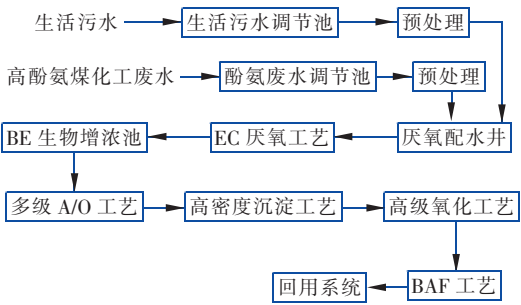 生活污水 生活污水调节池 预处理
高酚氨煤化工废水 酚氨废水调节池 预处理
BE 生物增浓池 EC 厌氧工艺 厌氧配水井
多级 A/O 工艺 高密度沉淀工艺 高级氧化工艺
回用系统 BAF 工艺